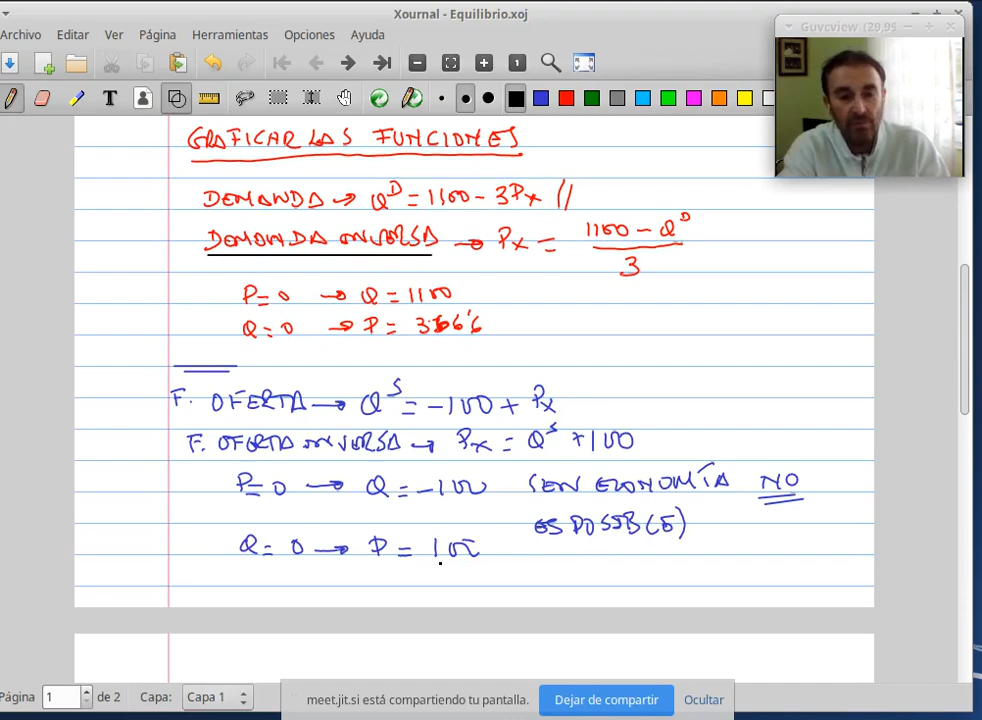 Xournal - Equilibrio.xoj
Guvcview (29,95
Archivo Editar Ver Página Herramientas Opciones Ayuda
GRAFICAR LAS FUNCIONES
DEMANDA → Q^D = 1100 - 3Px //
DEMANDA INVERSA → Px = (1100 - Q^D) / 3
P = 0 → Q = 1100
Q = 0 → P = 366'6
F. OFERTA → Q^S = -100 + Px
F. OFERTA INVERSA → Px = Q^S + 100
P = 0 → Q = -100 EN ECONOMÍA NO
ES POSIBLE
Q = 0 → P = 100
Página 1 de 2 Capa: Capa 1
meet.jit.si está compartiendo tu pantalla. Dejar de compartir Ocultar